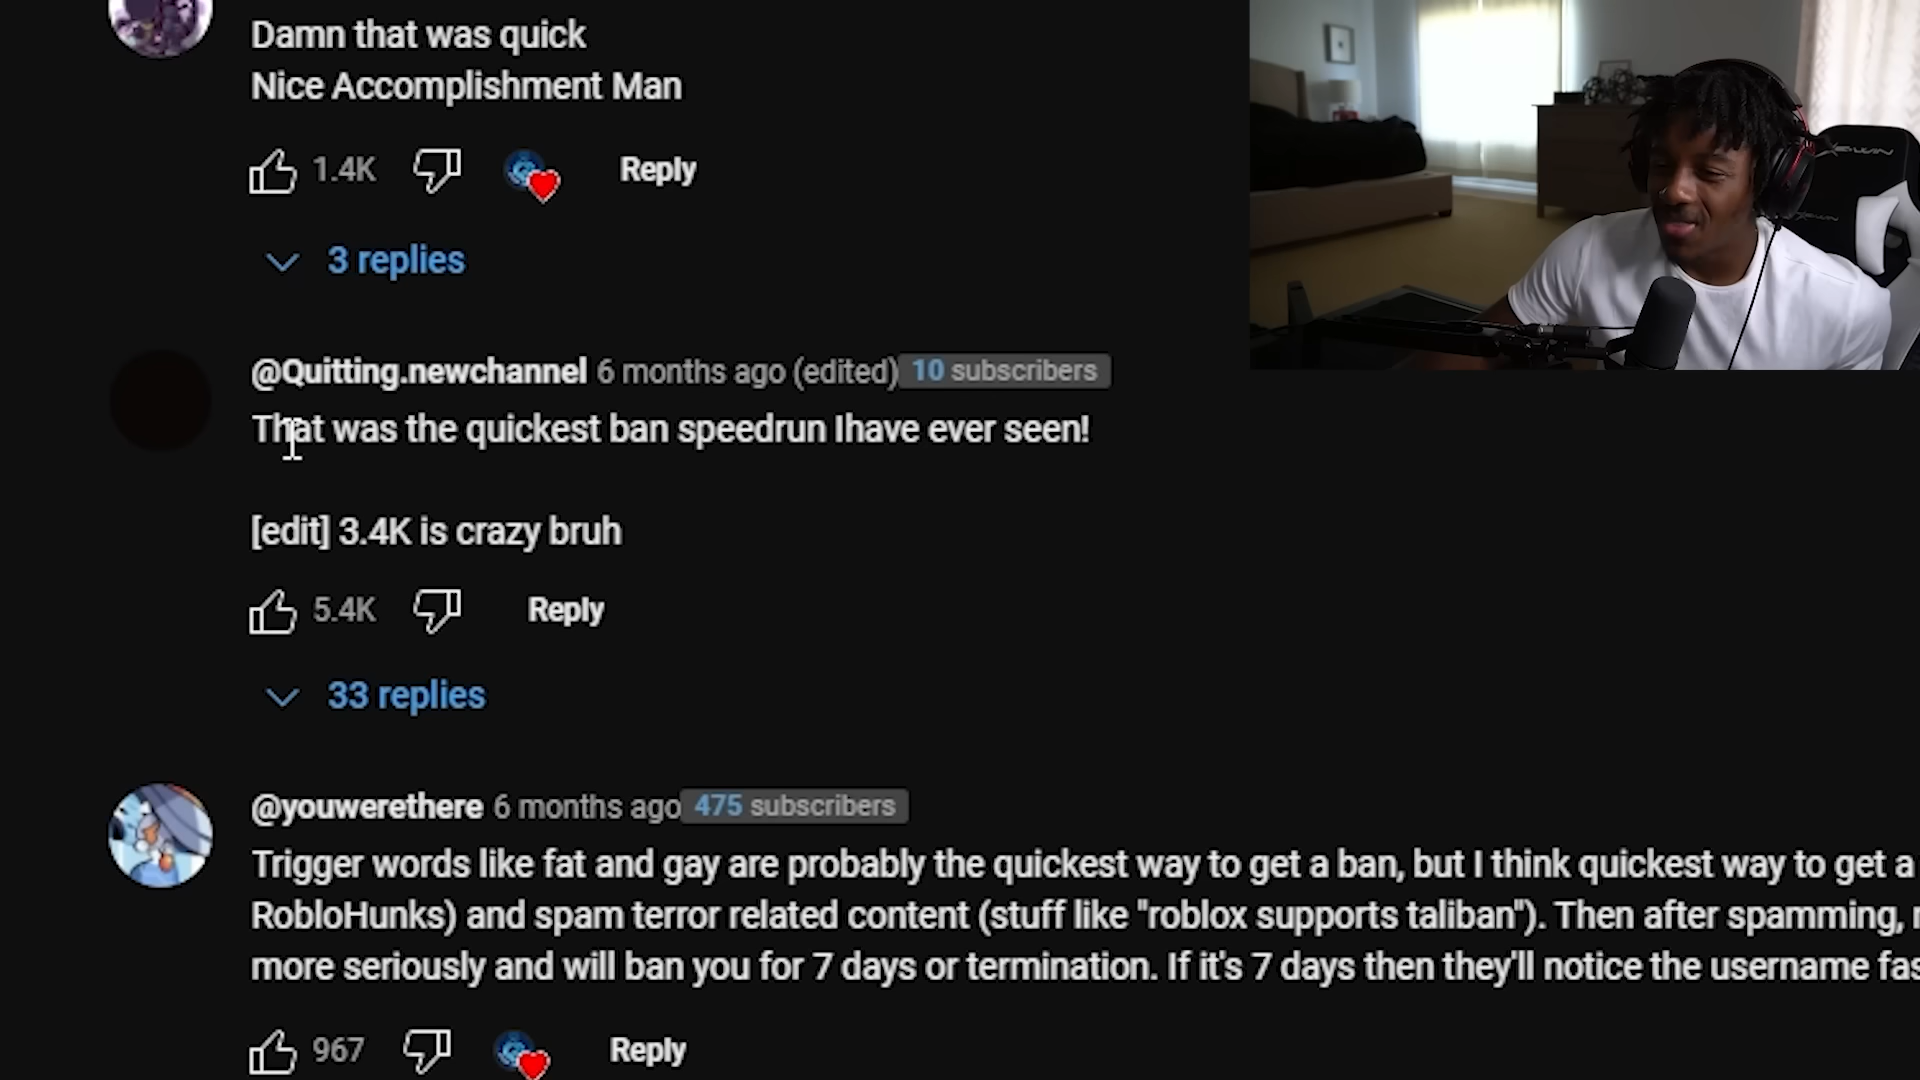 Damn that was quick
Nice Accomplishment Man
1.4K Reply
3 replies
@Quitting.newchannel 6 months ago (edited) 10 subscribers
That was the quickest ban speedrun Ihave ever seen!
[edit] 3.4K is crazy bruh
5.4K Reply
33 replies
@youwerethere 6 months ago 475 subscribers
Trigger words like fat and gay are probably the quickest way to get a ban, but I think quickest way to get a
RobloHunks) and spam terror related content (stuff like "roblox supports taliban"). Then after spamming,
more seriously and will ban you for 7 days or termination. If it's 7 days then they'll notice the username
967 Reply